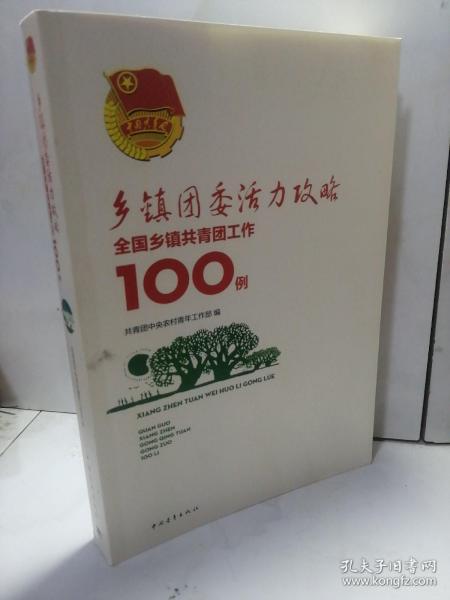 中国共青团
乡镇团委活力攻略
全国乡镇共青团工作
100例
共青团中央农村青年工作部 编
XIANG ZHEN TUAN WEI HUO LI GONG LUE
QUAN GUO
XIANG ZHEN
GONG QING TUAN
GONG ZUO
100 LI
中国青年出版社
孔夫子旧书网
www.kongfz.com